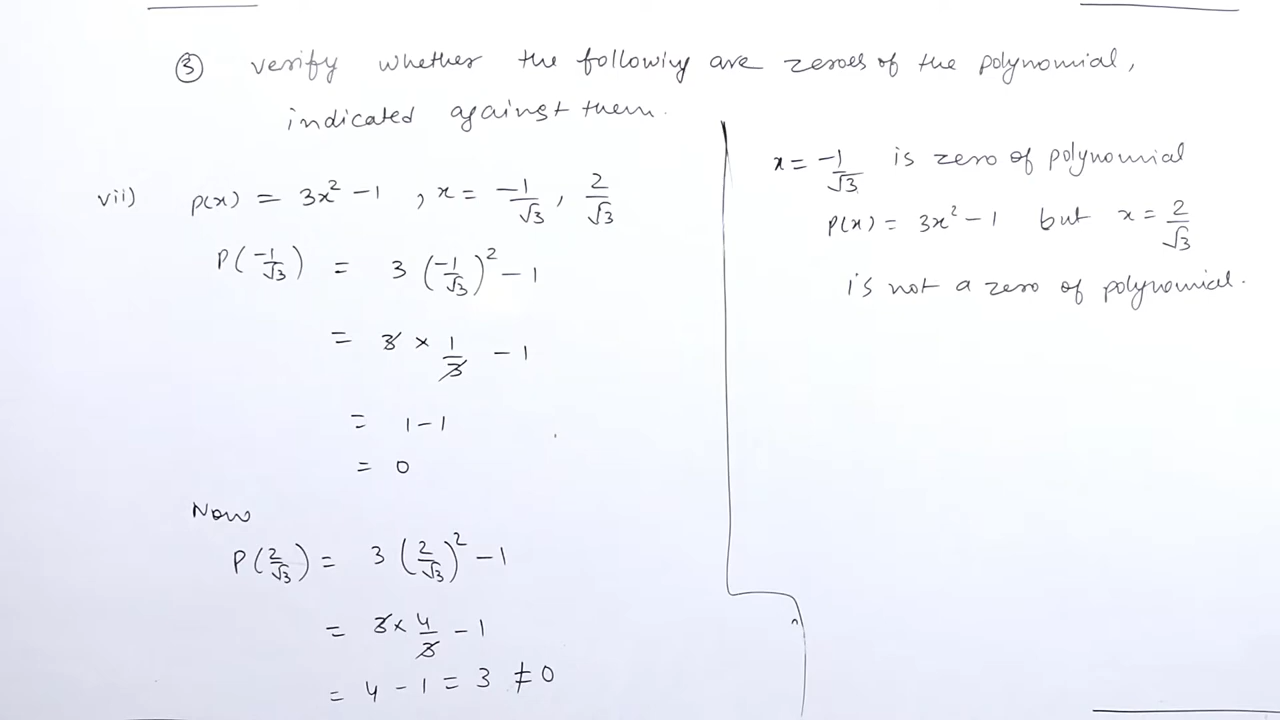 ③ verify whether the following are zeroes of the polynomial,
indicated against them.
vii) p(x) = 3x² - 1 , x = -1/√3 , 2/√3
P(-1/√3) = 3 (-1/√3)² - 1
= 3 × 1/3 - 1
= 1 - 1
= 0
Now
P(2/√3) = 3 (2/√3)² - 1
= 3 × 4/3 - 1
= 4 - 1 = 3 ≠ 0
x = -1/√3 is zero of polynomial
P(x) = 3x² - 1 but x = 2/√3
is not a zero of polynomial.